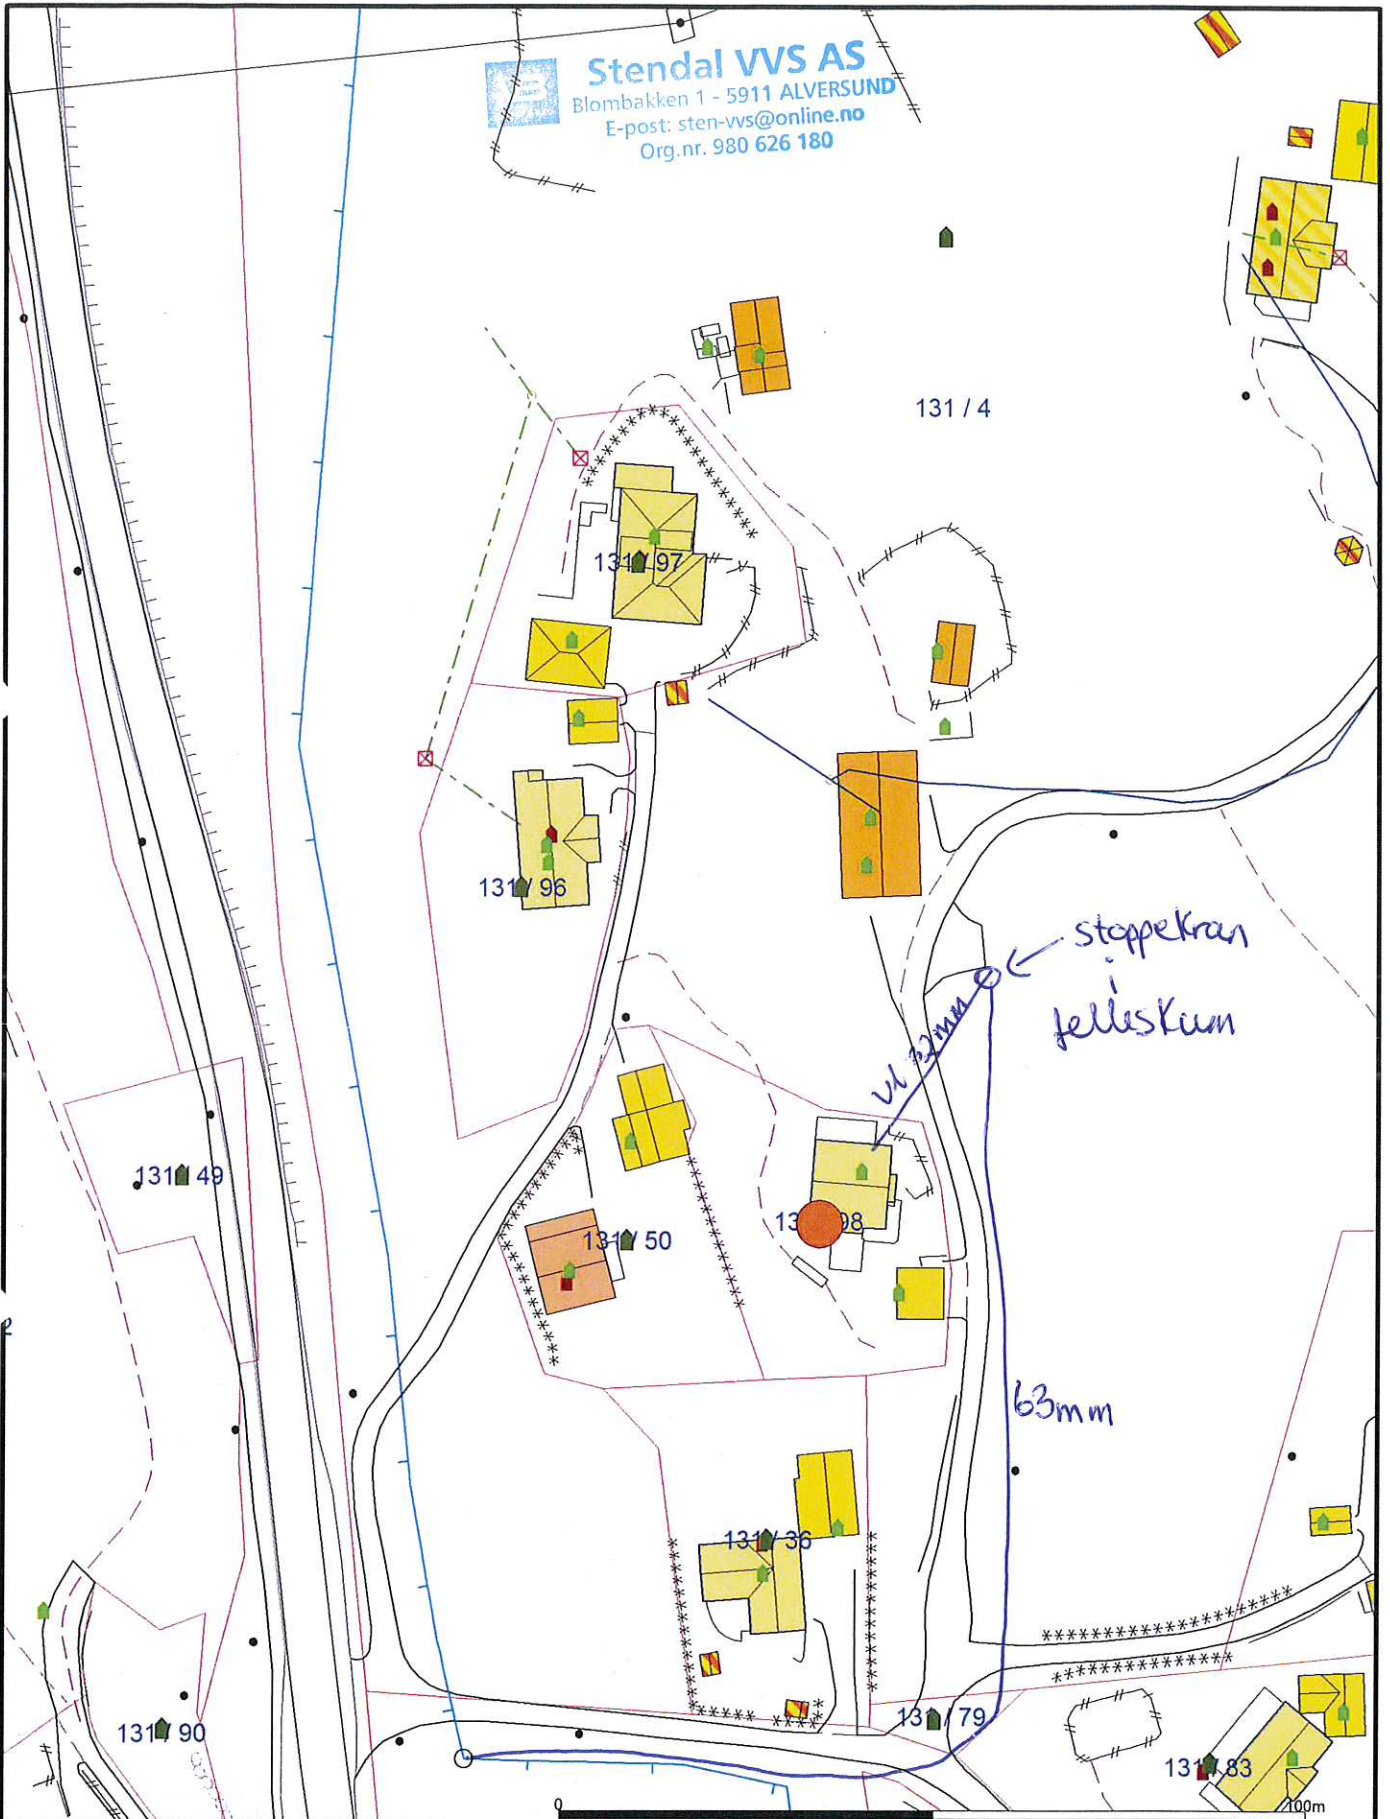 Stendal VVS AS
Blombakken 1 - 5911 ALVERSUND
E-post: sten-vvs@online.no
Org.nr. 980 626 180
131 / 4
131 / 97
131 / 96
stoppekran
i
felleskum
vl 32mm
131 / 49
131 / 50
98
63mm
131 / 36
131 / 79
131 / 90
131 / 83
0
100m